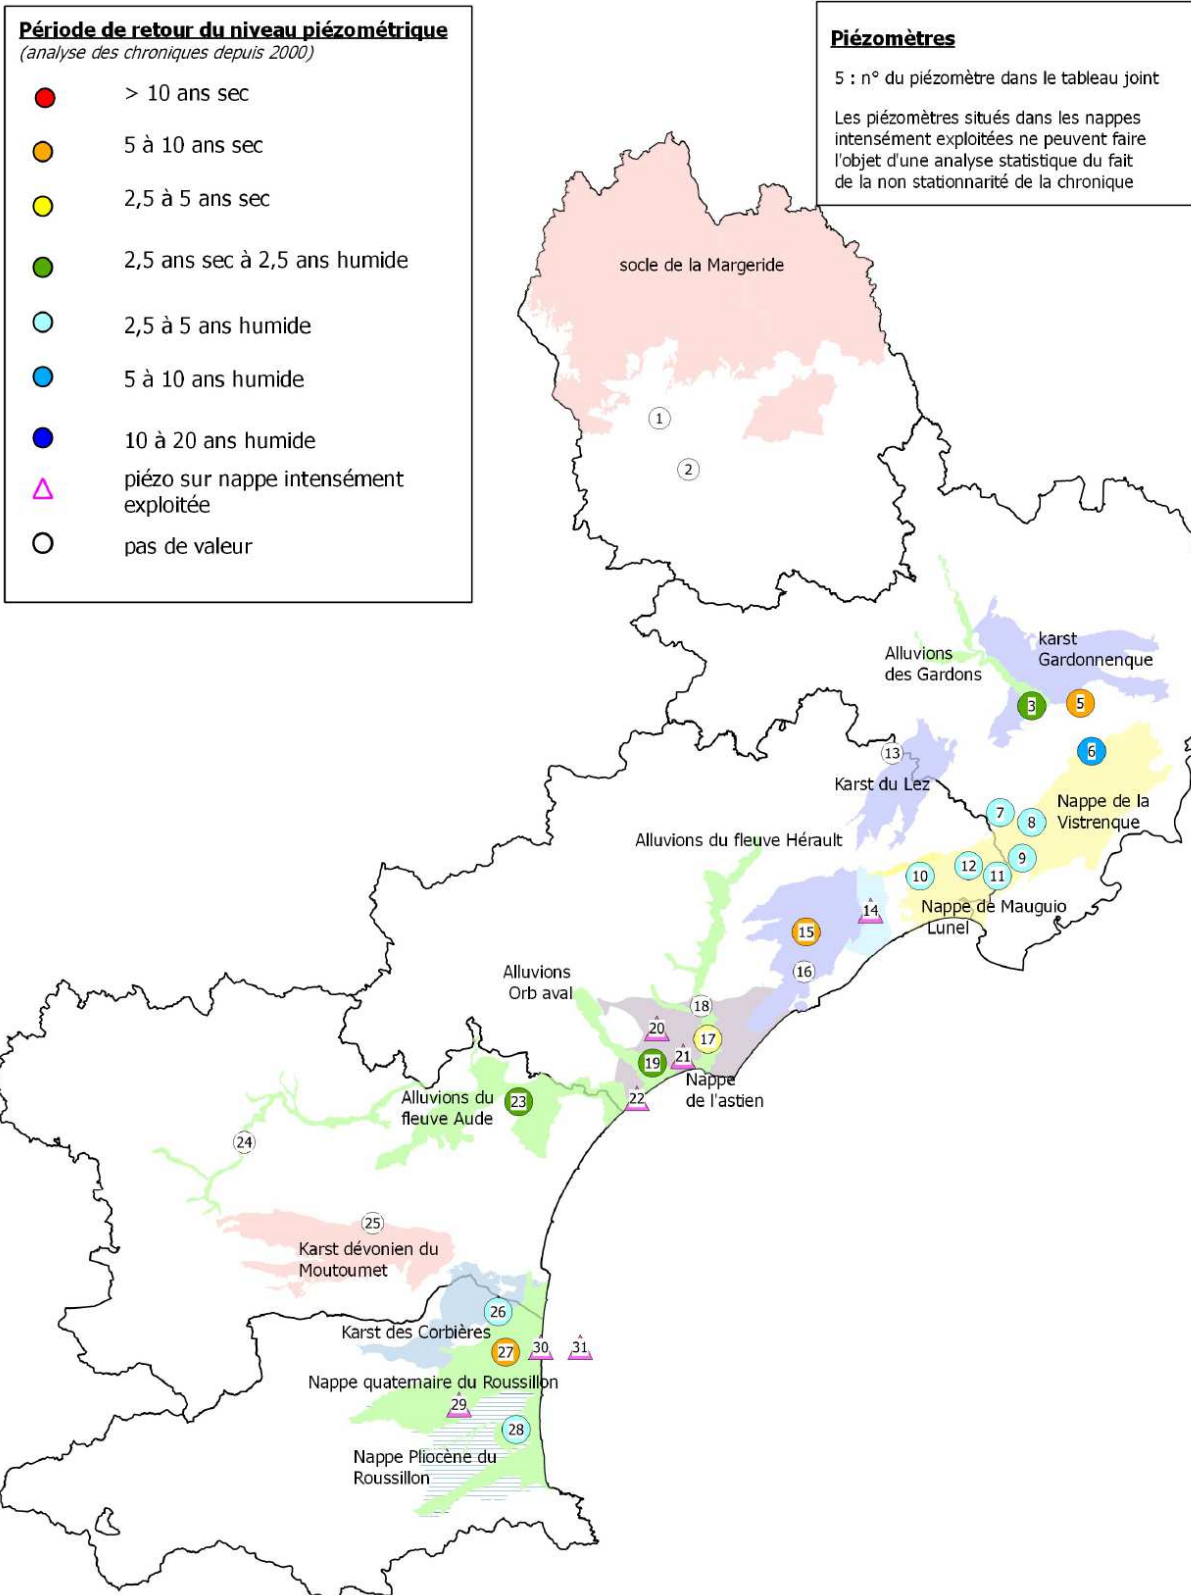 Période de retour du niveau piézométrique
(analyse des chroniques depuis 2000)
> 10 ans sec
5 à 10 ans sec
2,5 à 5 ans sec
2,5 ans sec à 2,5 ans humide
2,5 à 5 ans humide
5 à 10 ans humide
10 à 20 ans humide
piézo sur nappe intensément
exploitée
pas de valeur
Piézomètres
5 : n° du piézomètre dans le tableau joint
Les piézomètres situés dans les nappes
intensément exploitées ne peuvent faire
l'objet d'une analyse statistique du fait
de la non stationnarité de la chronique
socle de la Margeride
1
2
karst
Gardonnenque
Alluvions
des Gardons
3
5
6
13
Karst du Lez
Nappe de la
Vistrenque
7
8
Alluvions du fleuve Hérault
9
12
10
11
Nappe de Mauguio
Lunel
14
15
16
Alluvions
Orb aval
18
20
17
21
19
Nappe
de l'astien
22
Alluvions du
fleuve Aude
23
24
25
Karst dévonien du
Moutoumet
26
Karst des Corbières
27
30
31
Nappe quaternaire du Roussillon
29
28
Nappe Pliocène du
Roussillon